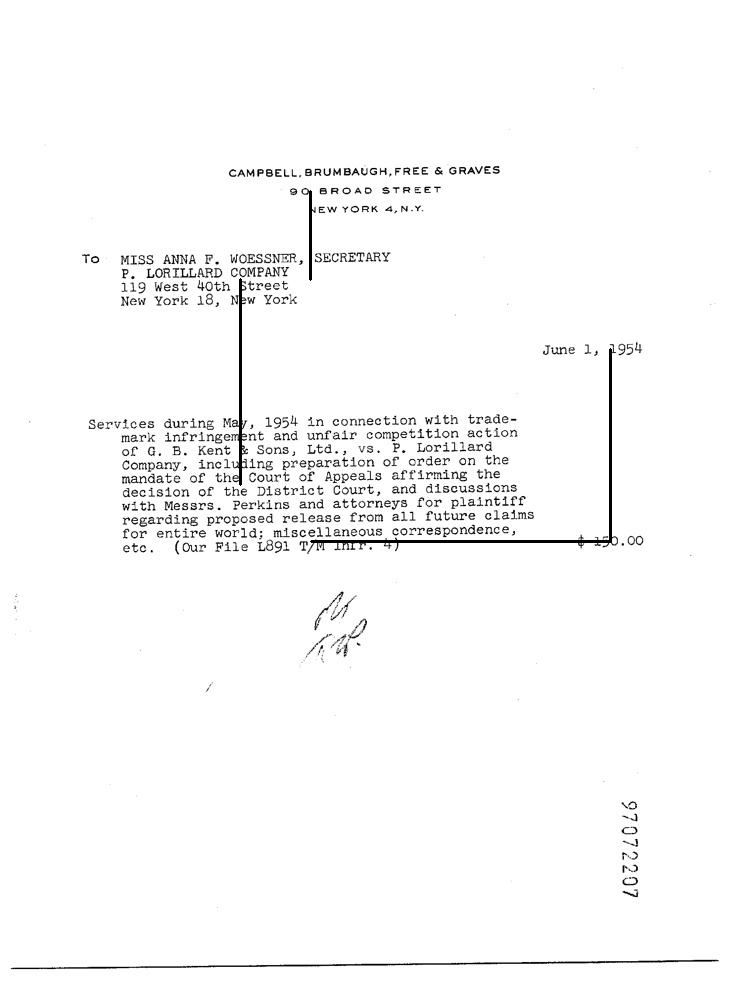 CAMPBELL, BRUMBAUGH, FREE & GRAVES
90 BROAD STREET
NEW YORK 4, N.Y.
To MISS ANNA F. WOESSNER, SECRETARY
P. LORILLARD COMPANY
119 West 40th Street
New York 18, New York
June 1, 1954
Services during May, 1954 in connection with trade-
mark infringement and unfair competition action
of G. B. Kent & Sons, Ltd., vs. P. Lorillard
Company, including preparation of order on the
mandate of the Court of Appeals affirming the
decision of the District Court, and discussions
with Messrs. Perkins and attorneys for plaintiff
regarding proposed release from all future claims
for entire world; miscellaneous correspondence,
etc. (Our File L891 T/M Infr. 4) $ 150.00
97072207